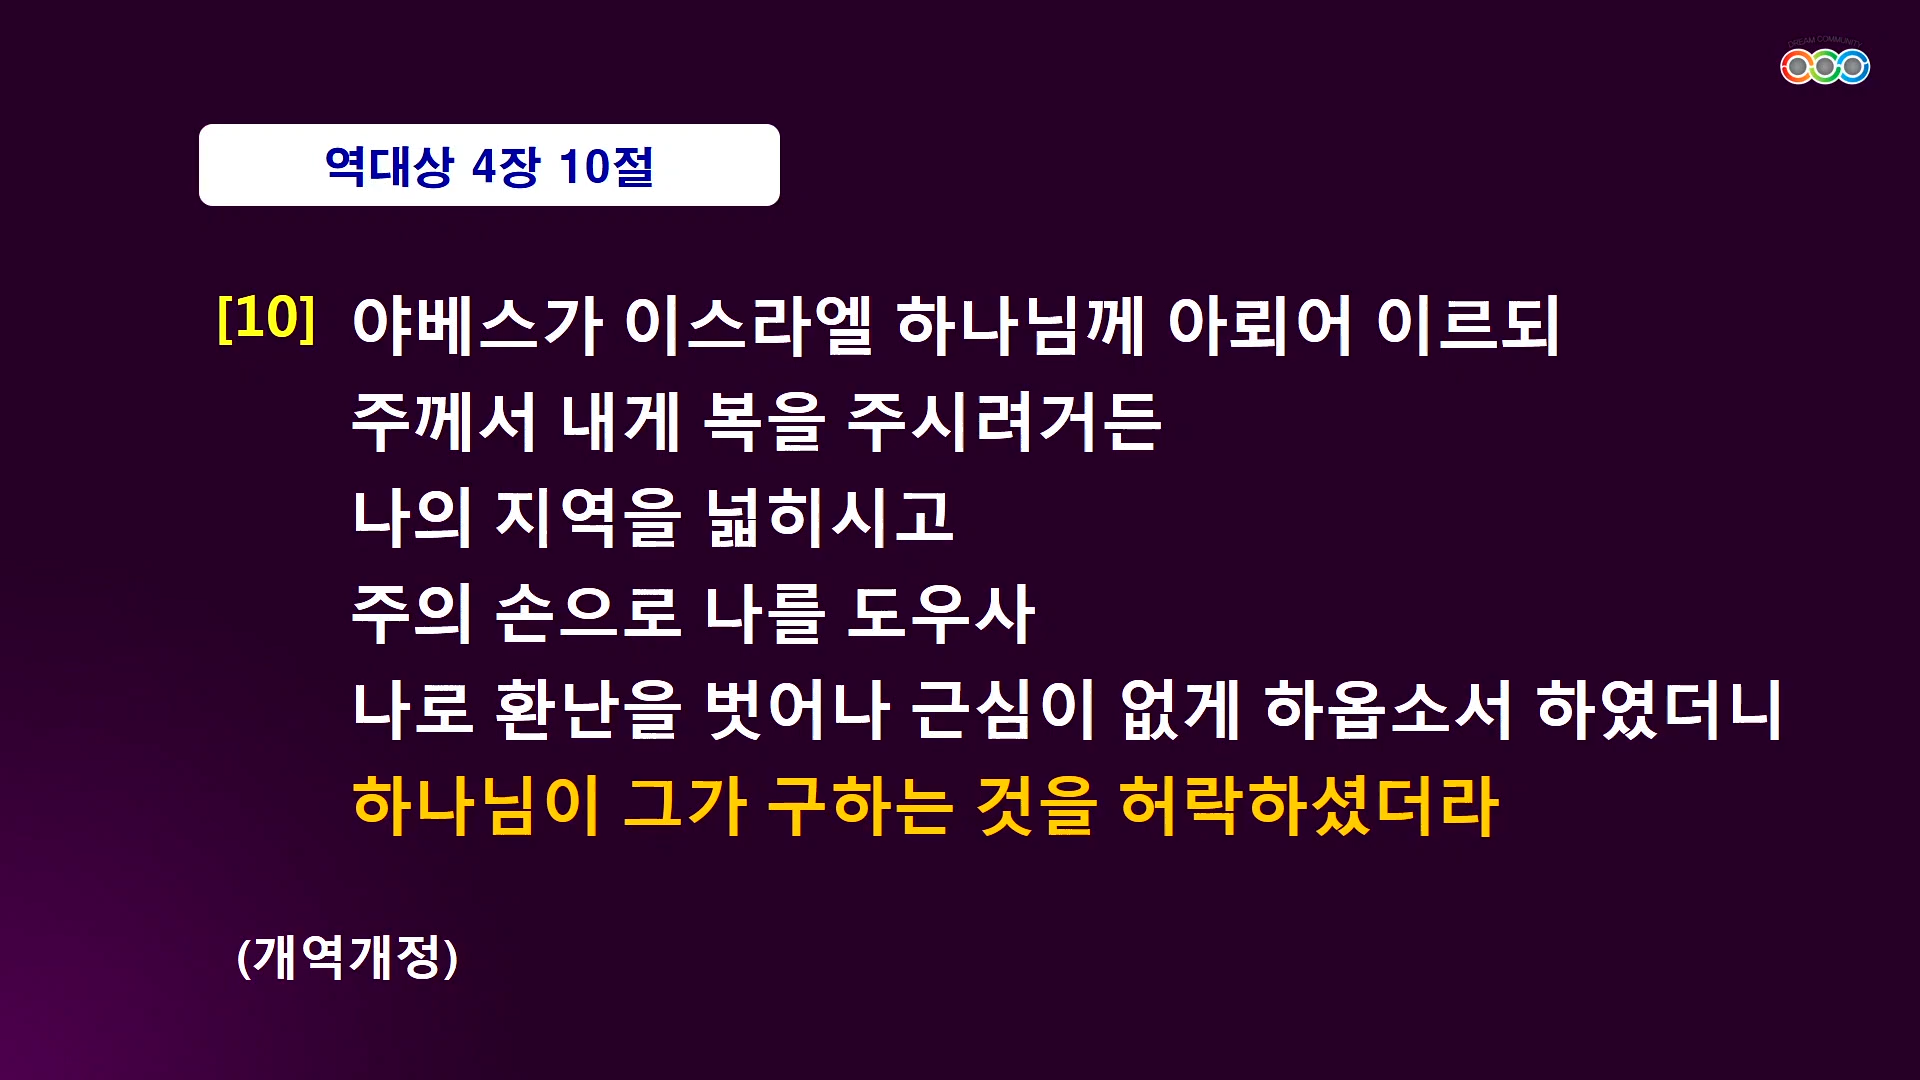 DREAM COMMUNITY
역대상 4장 10절
[10] 야베스가 이스라엘 하나님께 아뢰어 이르되
주께서 내게 복을 주시려거든
나의 지역을 넓히시고
주의 손으로 나를 도우사
나로 환난을 벗어나 근심이 없게 하옵소서 하였더니
하나님이 그가 구하는 것을 허락하셨더라
(개역개정)